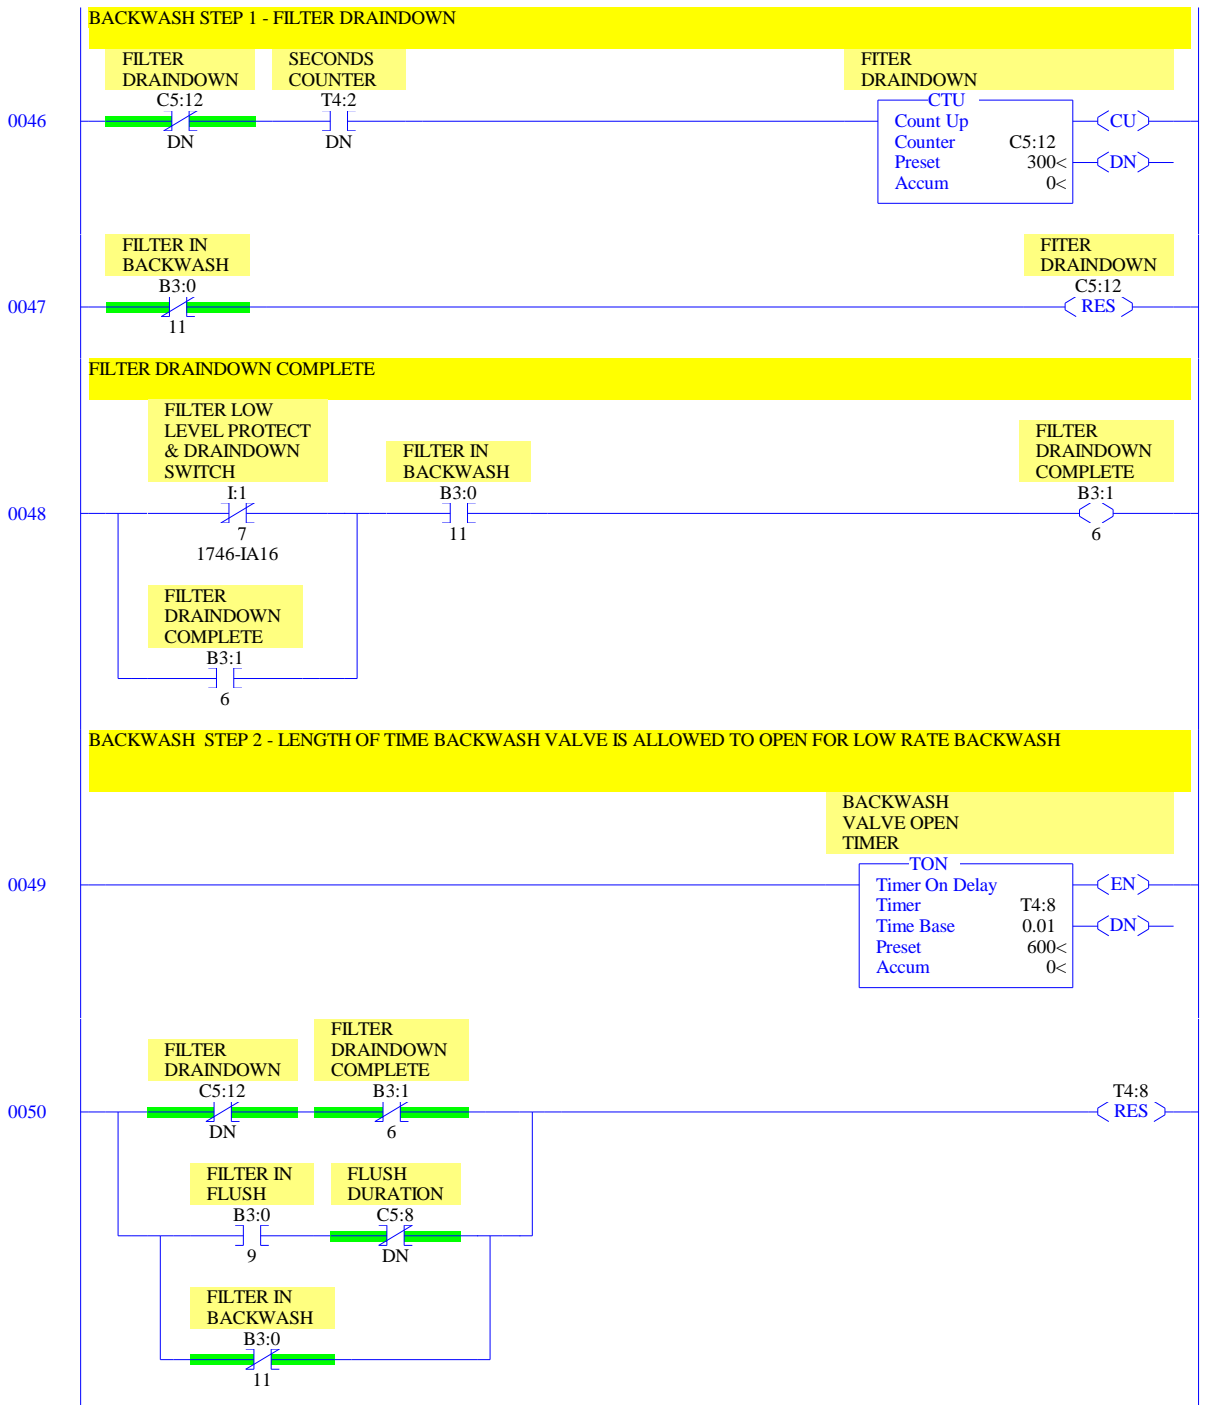 BACKWASH STEP 1 - FILTER DRAINDOWN
FILTER
DRAINDOWN
C5:12
DN
SECONDS
COUNTER
T4:2
DN
FITER
DRAINDOWN
0046
CTU
Count Up
Counter C5:12
Preset 300<
Accum 0<
CU
DN
FILTER IN
BACKWASH
B3:0
11
FITER
DRAINDOWN
C5:12
0047
RES
FILTER DRAINDOWN COMPLETE
FILTER LOW
LEVEL PROTECT
& DRAINDOWN
SWITCH
I:1
7
1746-IA16
FILTER IN
BACKWASH
B3:0
11
FILTER
DRAINDOWN
COMPLETE
B3:1
6
0048
FILTER
DRAINDOWN
COMPLETE
B3:1
6
BACKWASH  STEP 2 - LENGTH OF TIME BACKWASH VALVE IS ALLOWED TO OPEN FOR LOW RATE BACKWASH
BACKWASH
VALVE OPEN
TIMER
0049
TON
Timer On Delay
Timer T4:8
Time Base 0.01
Preset 600<
Accum 0<
EN
DN
FILTER
DRAINDOWN
C5:12
DN
FILTER
DRAINDOWN
COMPLETE
B3:1
6
T4:8
0050
RES
FILTER IN
FLUSH
B3:0
9
FLUSH
DURATION
C5:8
DN
FILTER IN
BACKWASH
B3:0
11